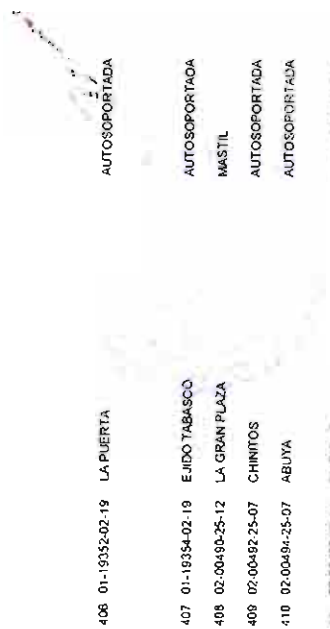 406 01-19352-02-19 LA PUERTA AUTOSOPORTADA
407 01-19354-02-19 EJIDO TABASCO AUTOSOPORTADA
408 02-00490-25-12 LA GRAN PLAZA MASTIL
409 02-00492-25-07 CHINITOS AUTOSOPORTADA
410 02-00494-25-07 ABUYA AUTOSOPORTADA